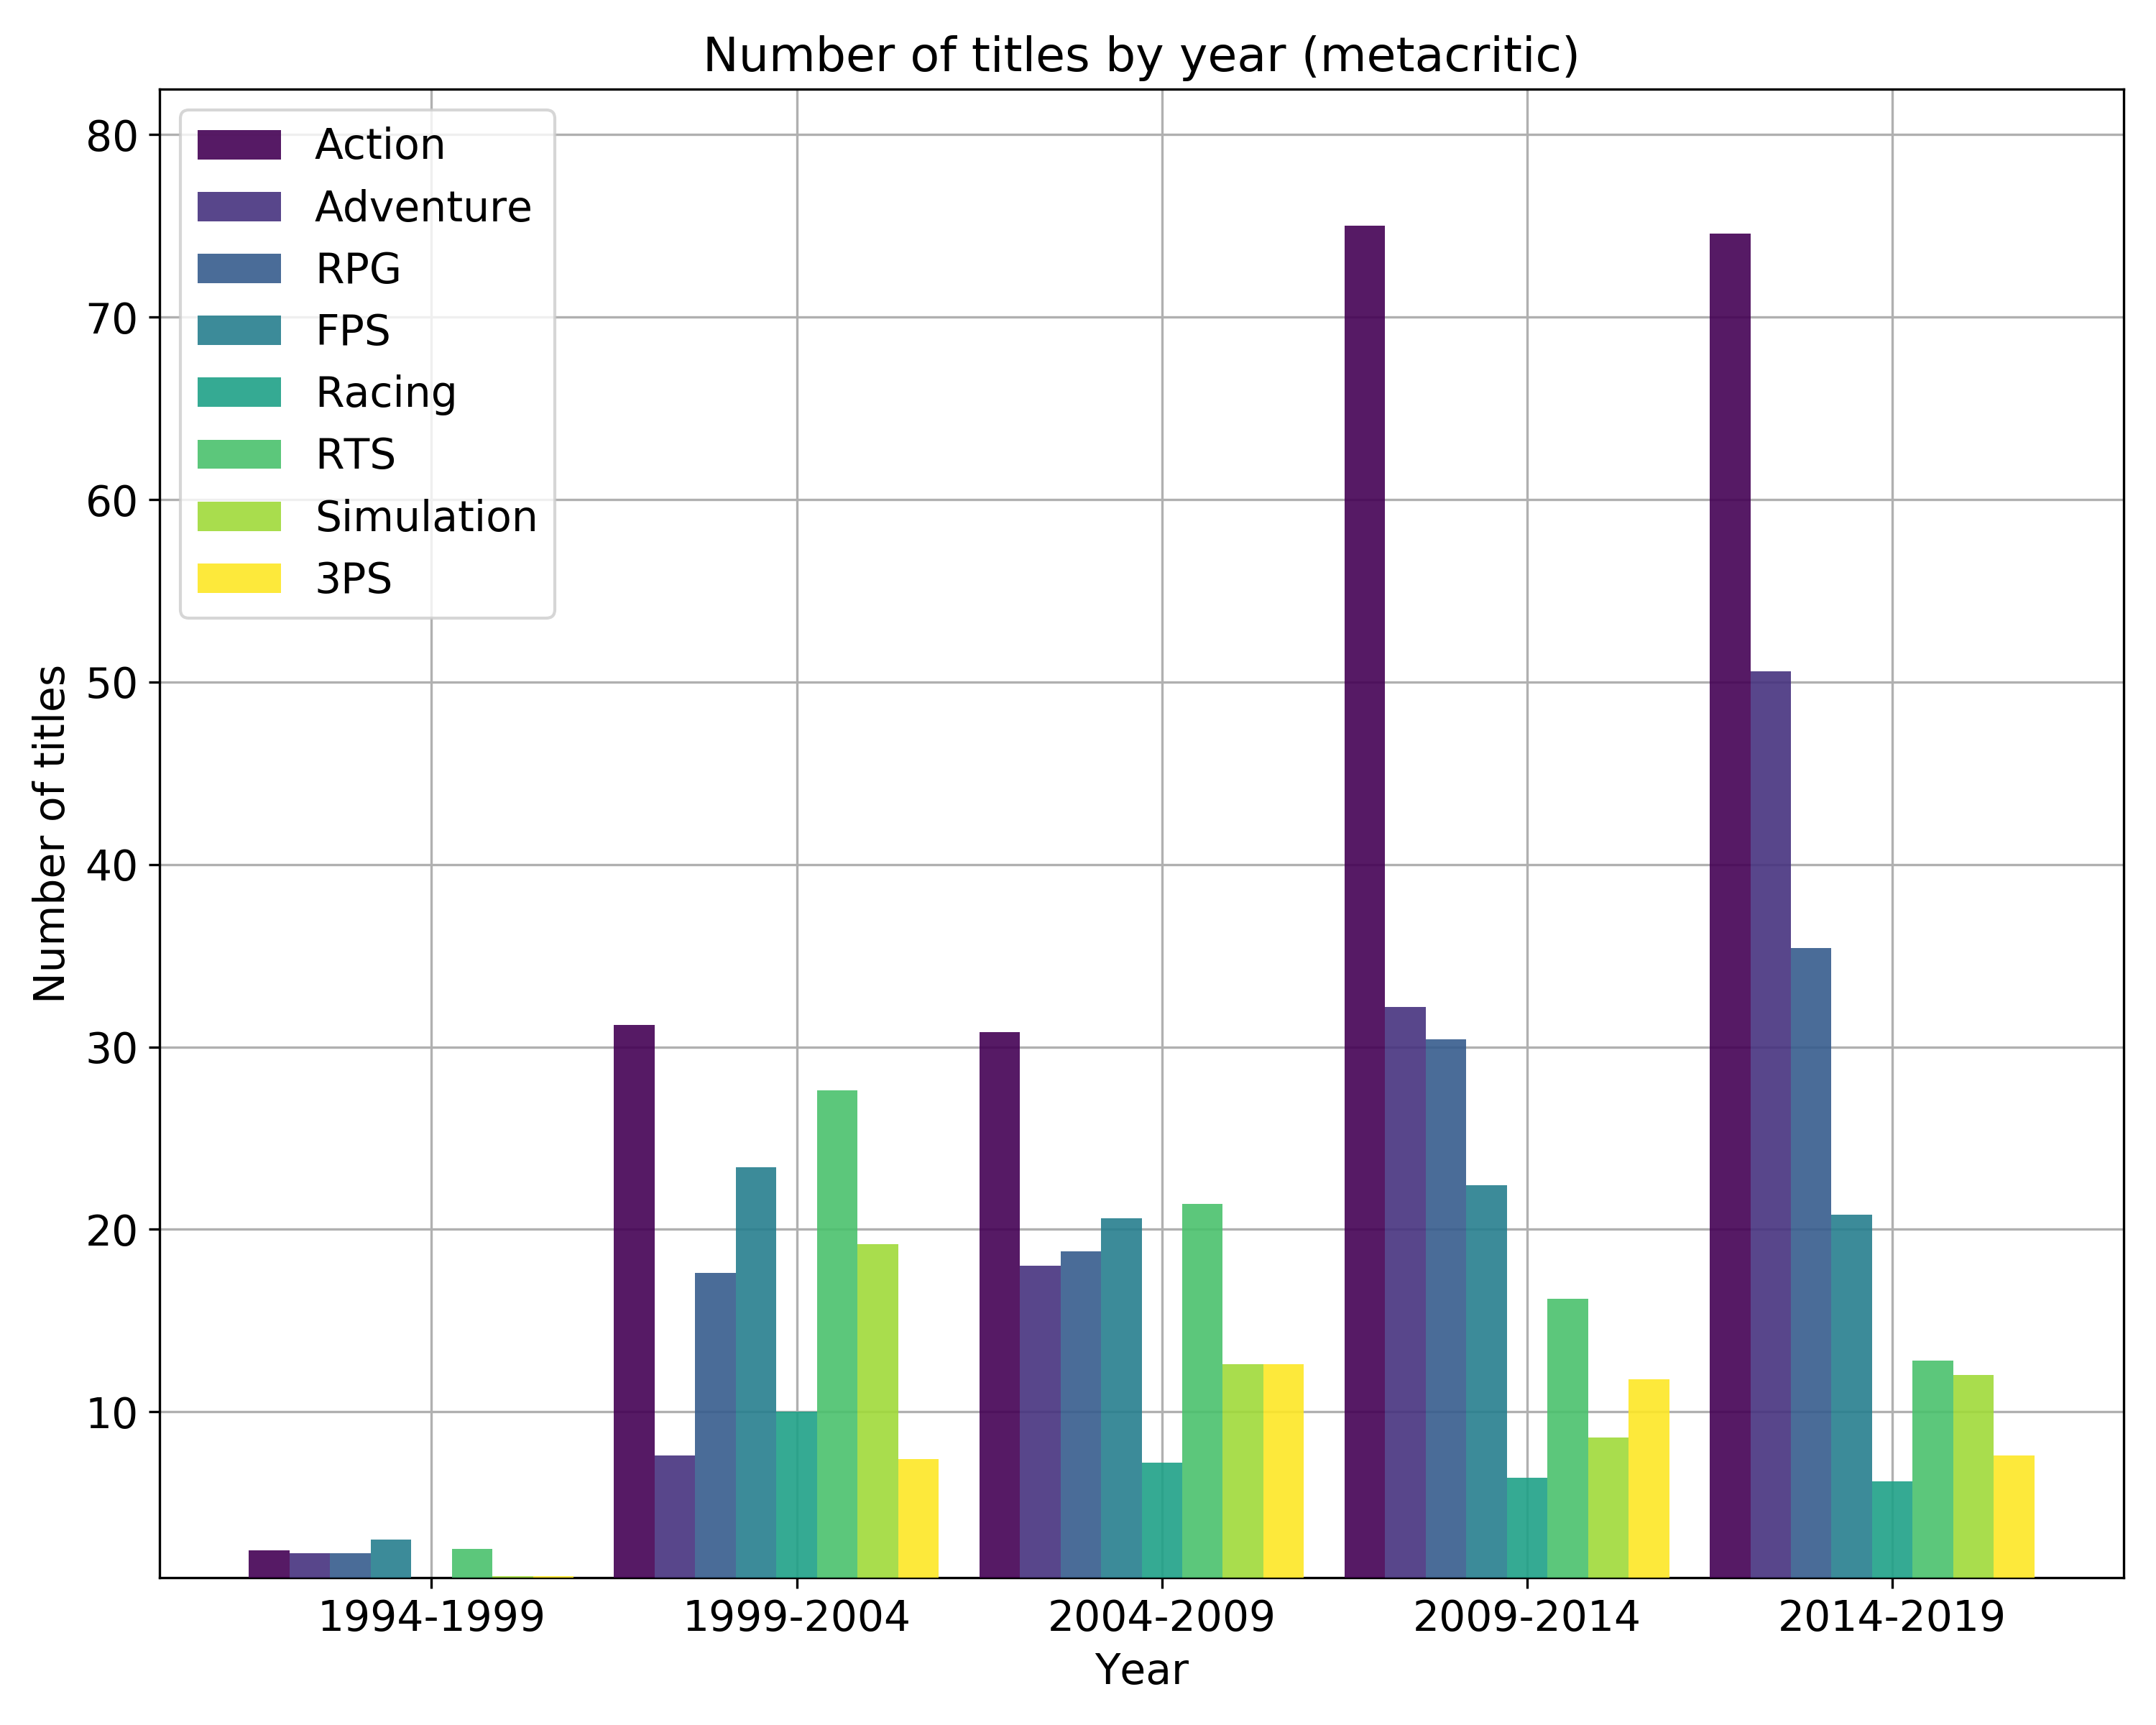 Number of titles by year (metacritic)
80
70
60
50
40
30
20
10
Number of titles
Action
Adventure
RPG
FPS
Racing
RTS
Simulation
3PS
1994-1999
1999-2004
2004-2009
2009-2014
2014-2019
Year